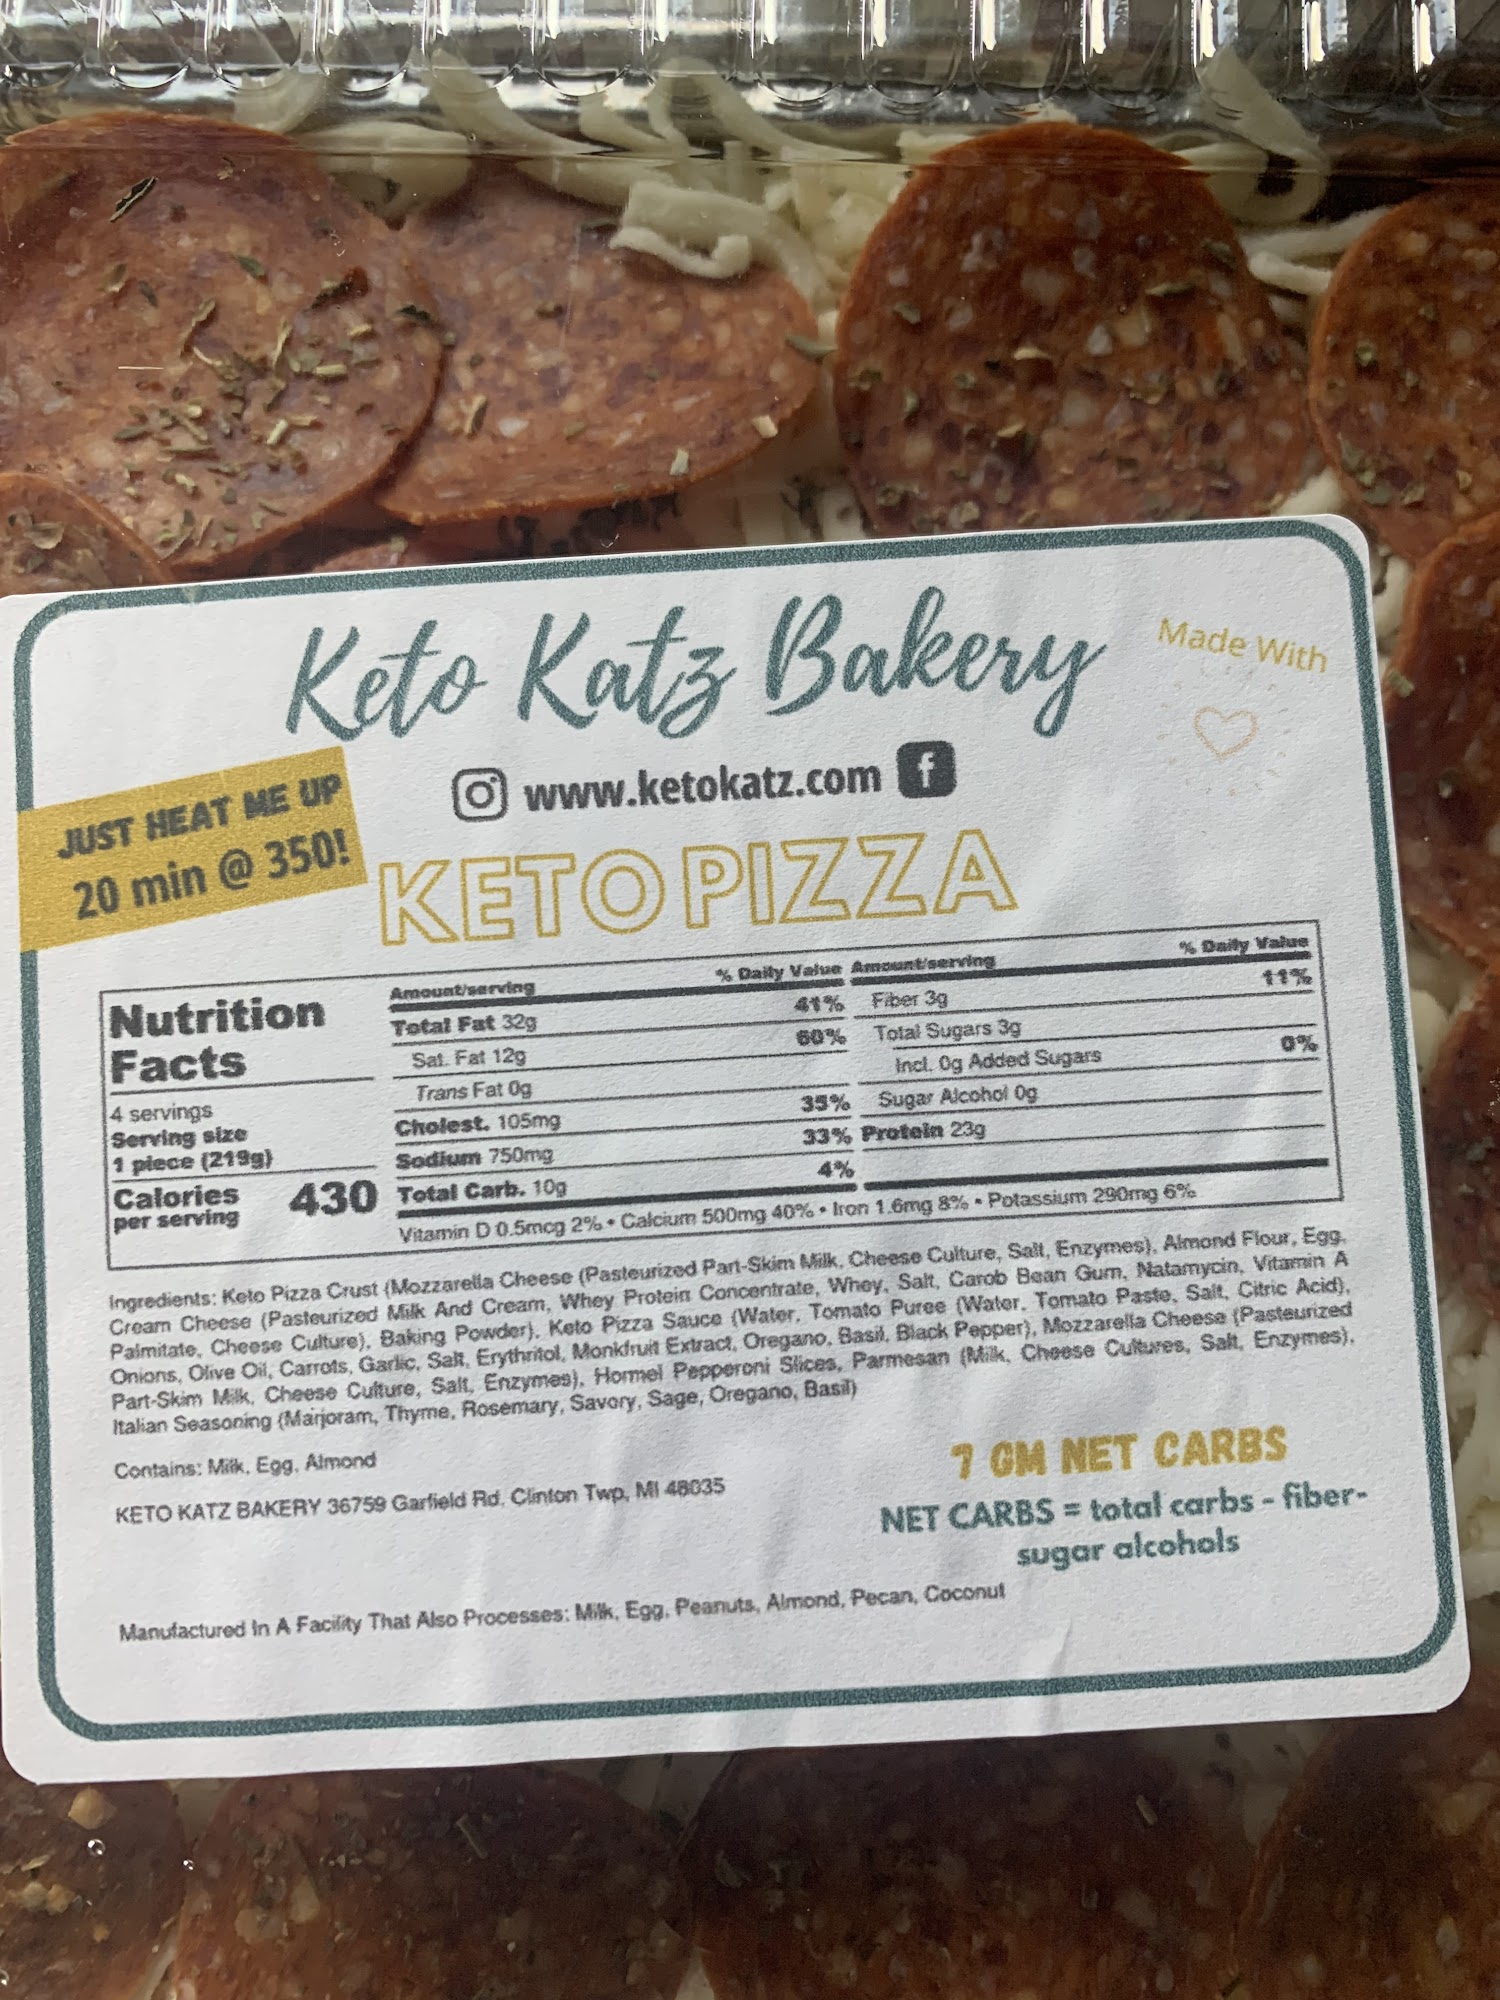 Keto Katz Bakery
Made With
www.ketokatz.com
JUST HEAT ME UP
20 min @ 350!
KETO PIZZA
Nutrition
Facts
4 servings
Serving size
1 piece (219g)
Calories 430
per serving
Amount/serving % Daily Value
Total Fat 32g 41%
Sat. Fat 12g 60%
Trans Fat 0g
Cholest. 105mg 35%
Sodium 750mg 33%
Total Carb. 10g 4%
Amount/serving % Daily Value
Fiber 3g 11%
Total Sugars 3g
Incl. 0g Added Sugars 0%
Sugar Alcohol 0g
Protein 23g
Vitamin D 0.5mcg 2% • Calcium 500mg 40% • Iron 1.6mg 8% • Potassium 290mg 6%
Ingredients: Keto Pizza Crust (Mozzarella Cheese (Pasteurized Part-Skim Milk, Cheese Culture, Salt, Enzymes), Almond Flour, Egg,
Cream Cheese (Pasteurized Milk And Cream, Whey Protein Concentrate, Whey, Salt, Carob Bean Gum, Natamycin, Vitamin A
Palmitate, Cheese Culture), Baking Powder), Keto Pizza Sauce (Water, Tomato Puree (Water, Tomato Paste, Salt, Citric Acid),
Onions, Olive Oil, Carrots, Garlic, Salt, Erythritol, Monkfruit Extract, Oregano, Basil, Black Pepper), Mozzarella Cheese (Pasteurized
Part-Skim Milk, Cheese Culture, Salt, Enzymes), Hormel Pepperoni Slices, Parmesan (Milk, Cheese Cultures, Salt, Enzymes),
Italian Seasoning (Marjoram, Thyme, Rosemary, Savory, Sage, Oregano, Basil)
Contains: Milk, Egg, Almond
KETO KATZ BAKERY 36759 Garfield Rd, Clinton Twp, MI 48035
7 GM NET CARBS
NET CARBS = total carbs - fiber-
sugar alcohols
Manufactured In A Facility That Also Processes: Milk, Egg, Peanuts, Almond, Pecan, Coconut